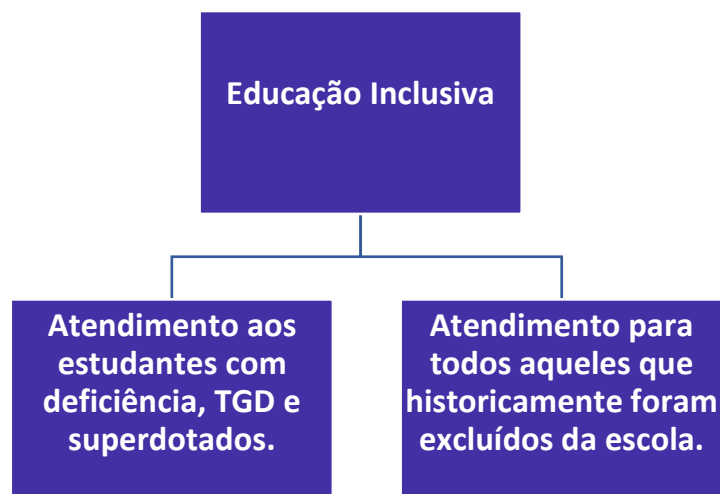 Educação Inclusiva
Atendimento aos
estudantes com
deficiência, TGD e
superdotados.
Atendimento para
todos aqueles que
historicamente foram
excluídos da escola.